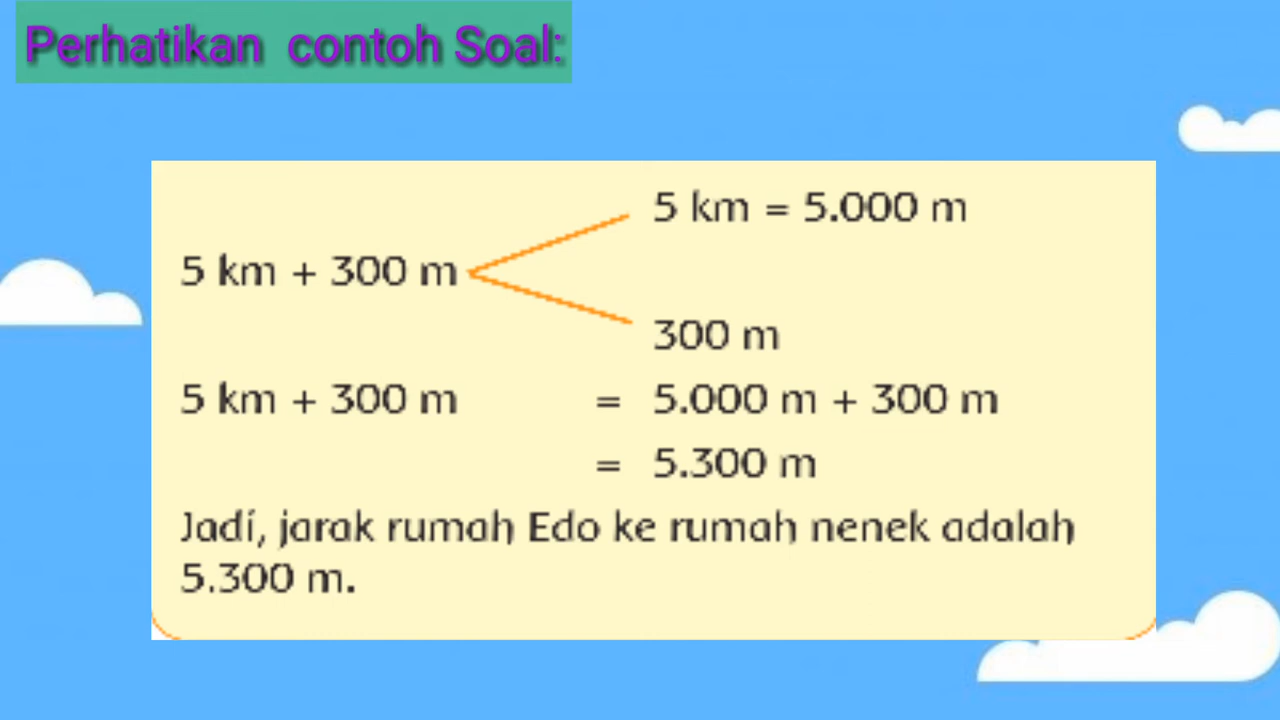 Perhatikan contoh Soal:
5 km = 5.000 m
5 km + 300 m
300 m
5 km + 300 m = 5.000 m + 300 m
= 5.300 m
Jadi, jarak rumah Edo ke rumah nenek adalah
5.300 m.